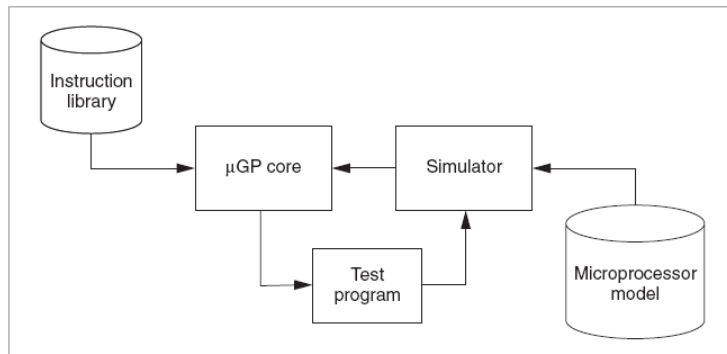 Instruction
library
µGP core
Simulator
Test
program
Microprocessor
model